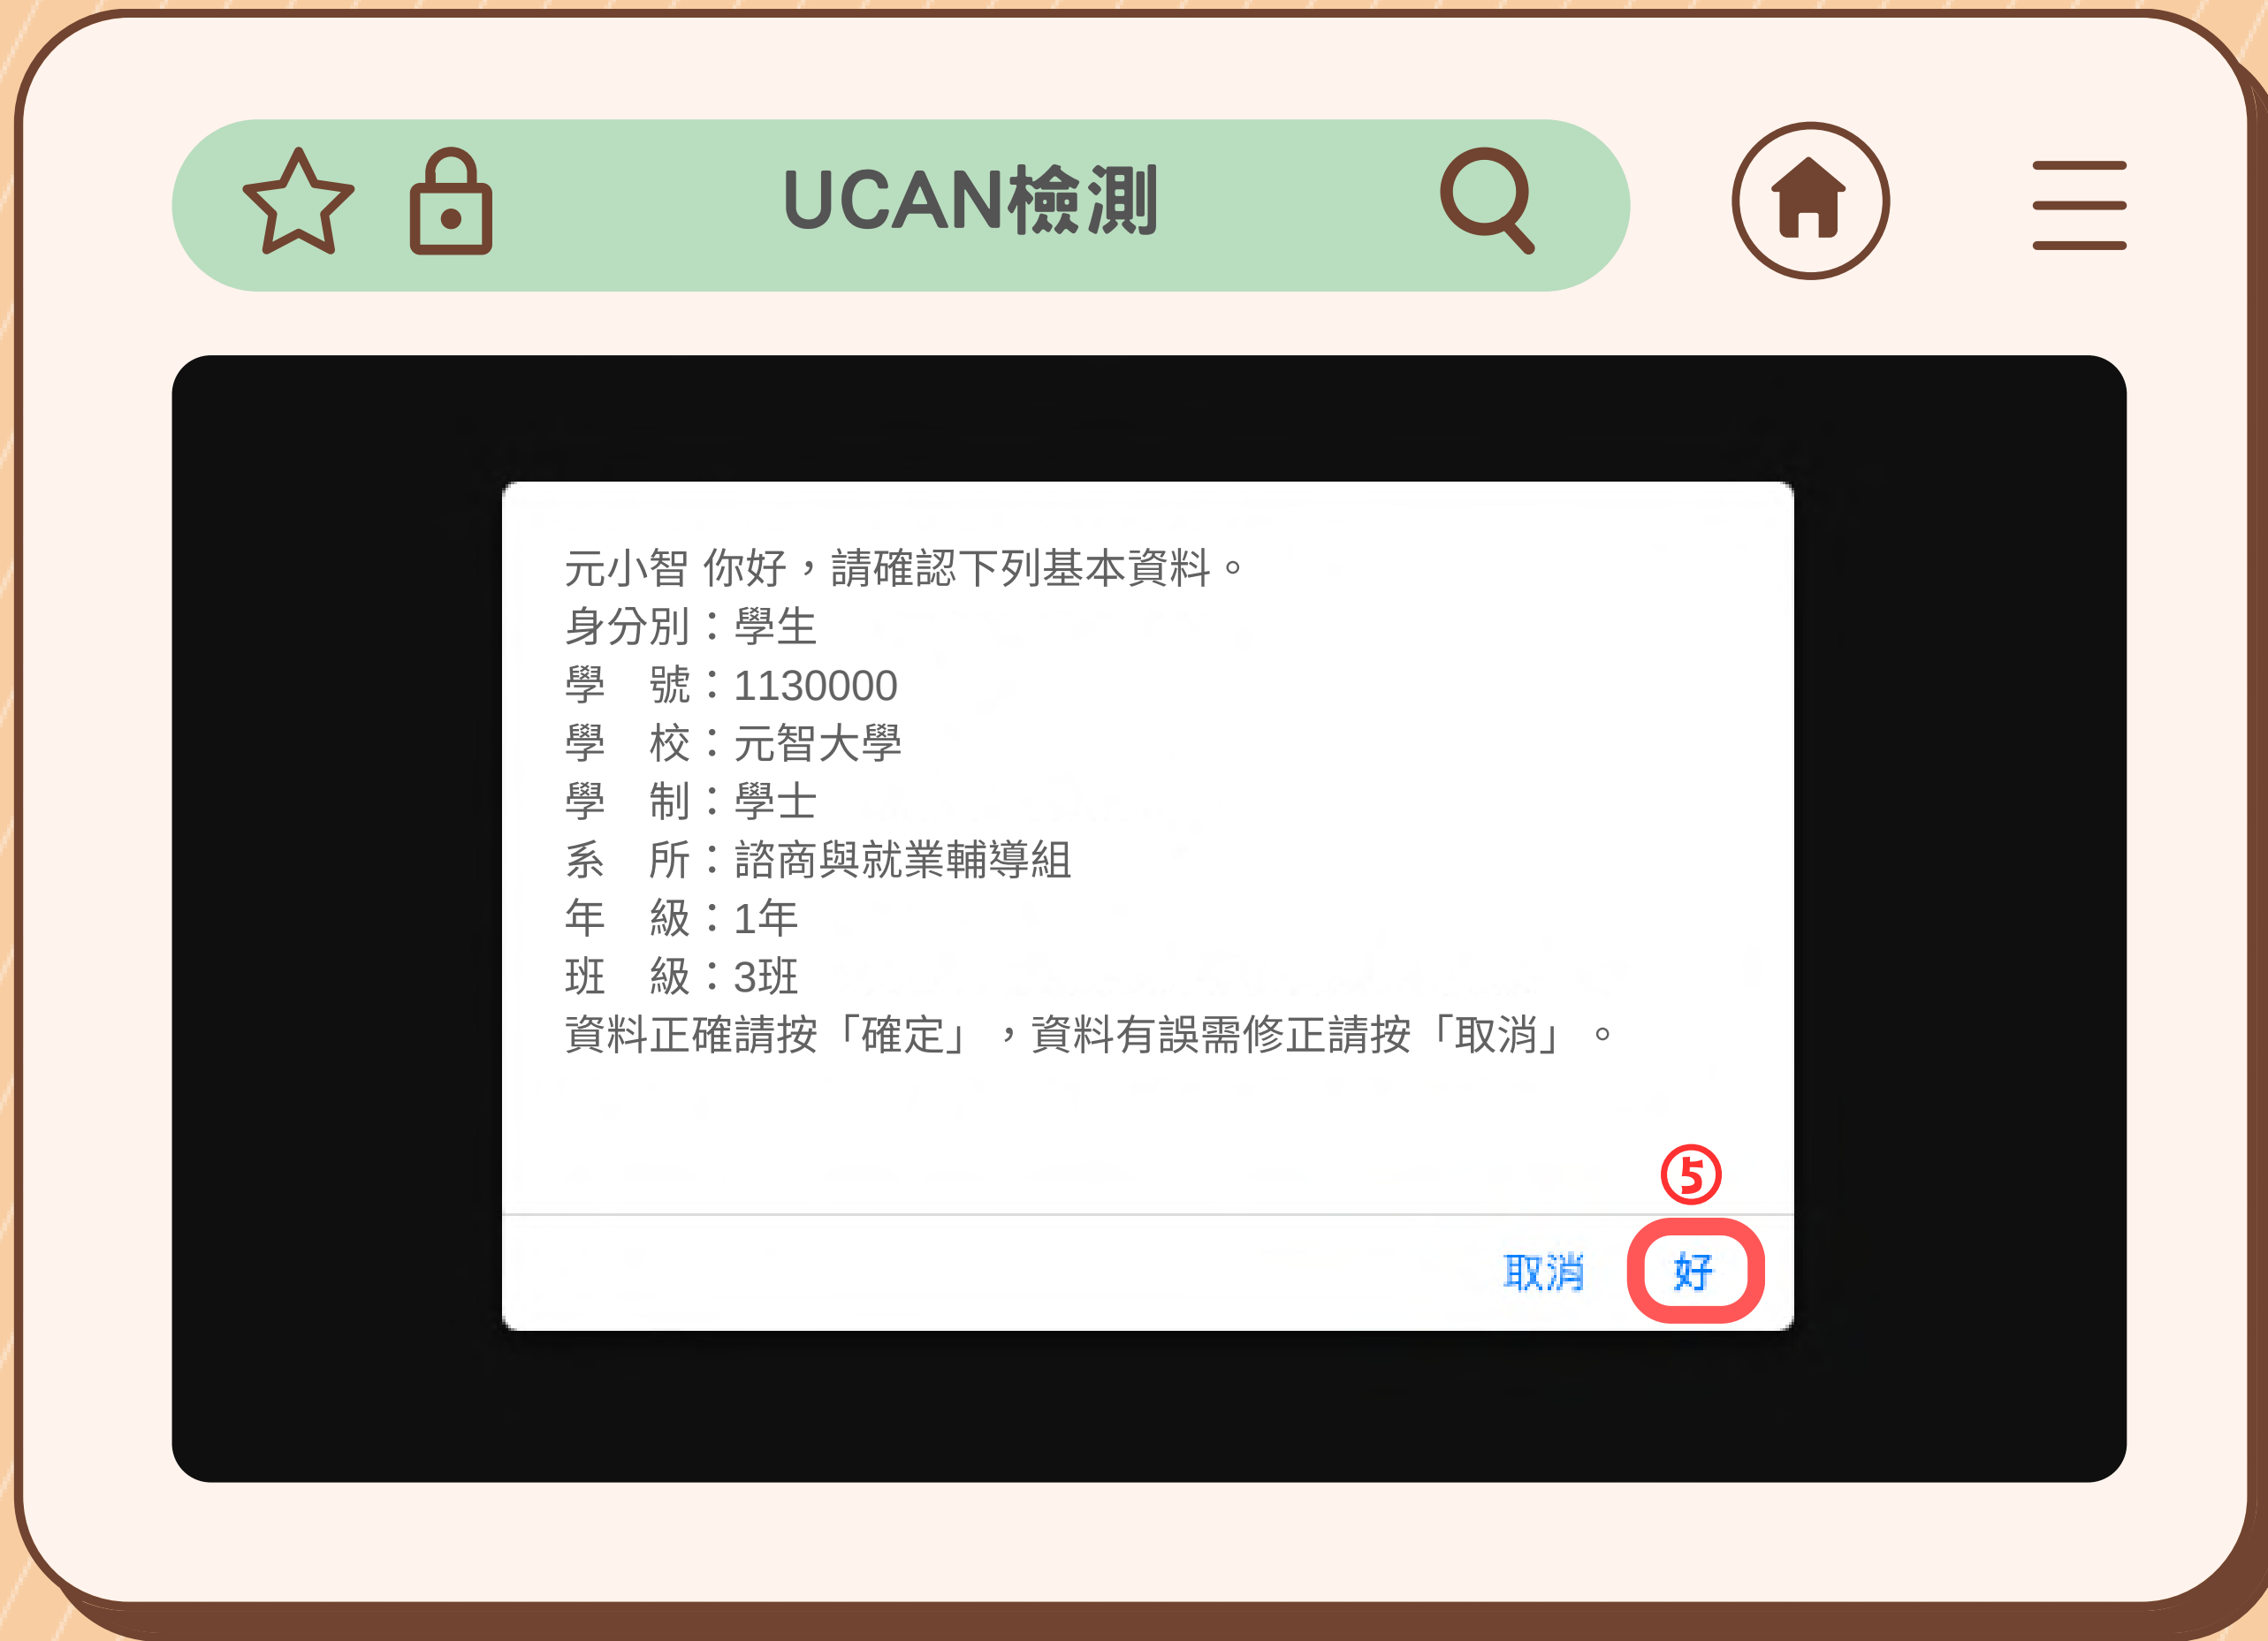 UCAN檢測
元小智 你好，請確認下列基本資料。
身分別：學生
學　號：1130000
學　校：元智大學
學　制：學士
系　所：諮商與就業輔導組
年　級：1年
班　級：3班
資料正確請按「確定」，資料有誤需修正請按「取消」。
⑤
取消 好